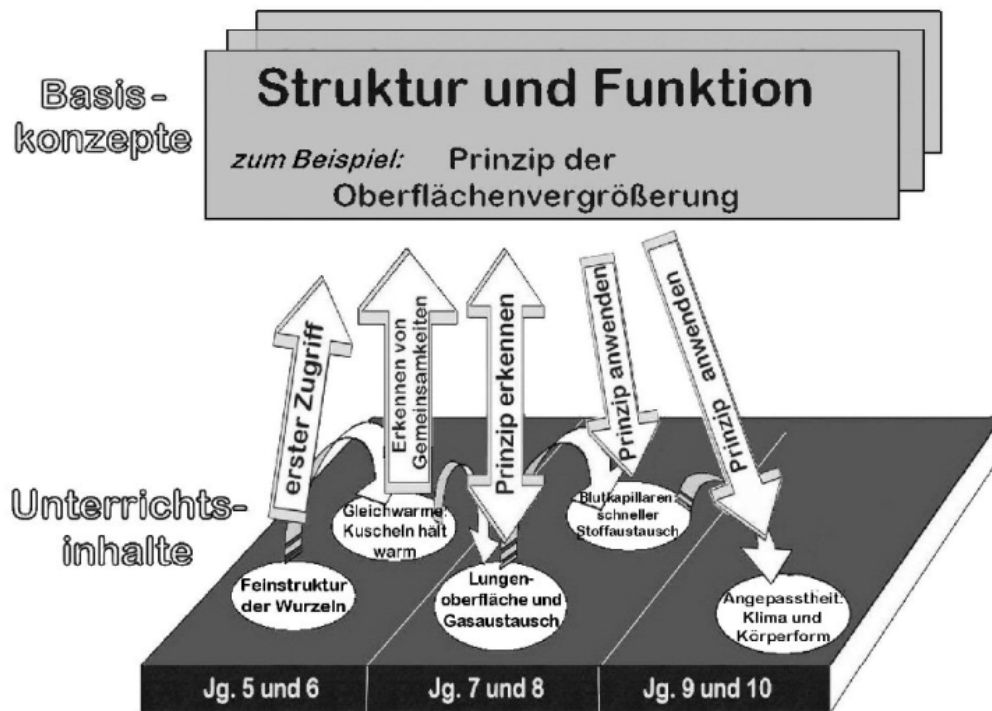 Basis-
konzepte
Struktur und Funktion
zum Beispiel: Prinzip der
Oberflächenvergrößerung
erster Zugriff
Erkennen von
Gemeinsamkeiten
Prinzip erkennen
Prinzip anwenden
Prinzip anwenden
Unterrichts-
inhalte
Gleichwarme:
Kuscheln hält
warm
Blutkapillaren:
schneller
Stoffaustausch
Feinstruktur
der Wurzeln
Lungen-
oberfläche und
Gasaustausch
Angepasstheit:
Klima und
Körperform
Jg. 5 und 6
Jg. 7 und 8
Jg. 9 und 10